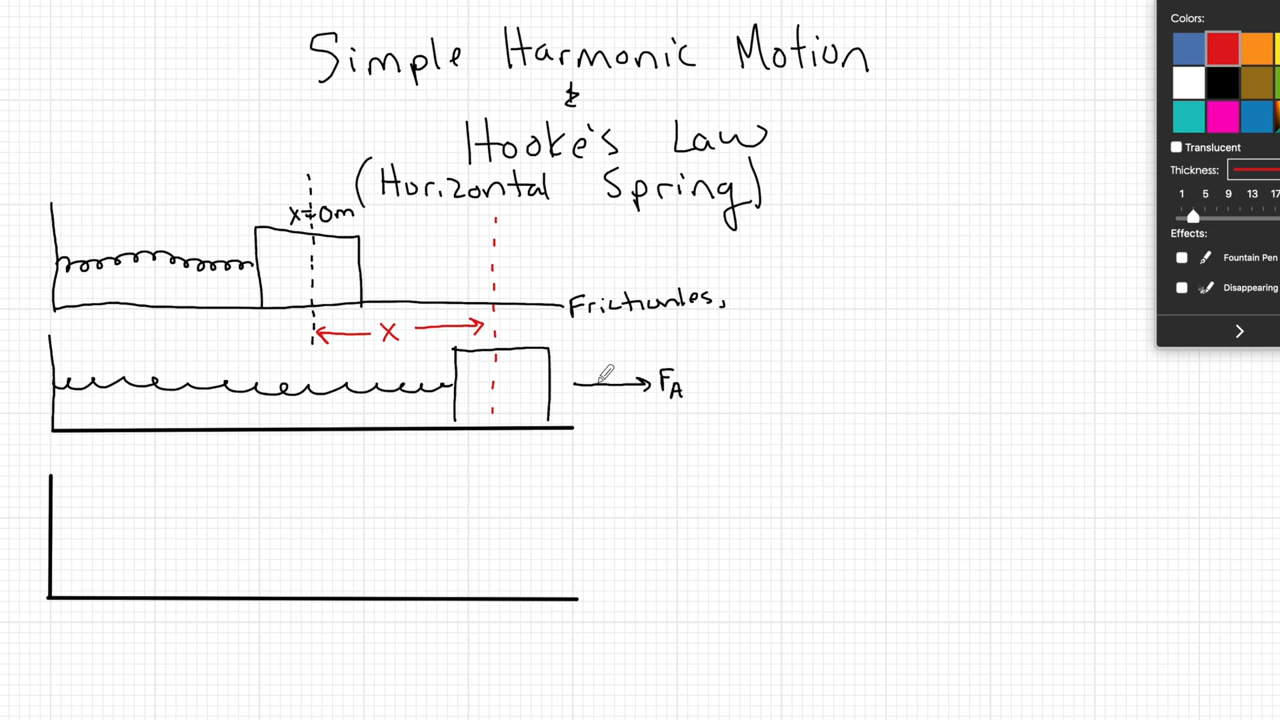 Simple Harmonic Motion
&
Hooke's Law
(Horizontal Spring)
x=0m
Frictionles,
X
FA
Colors:
Translucent
Thickness:
1 5 9 13 17
Effects:
Fountain Pen
Disappearing